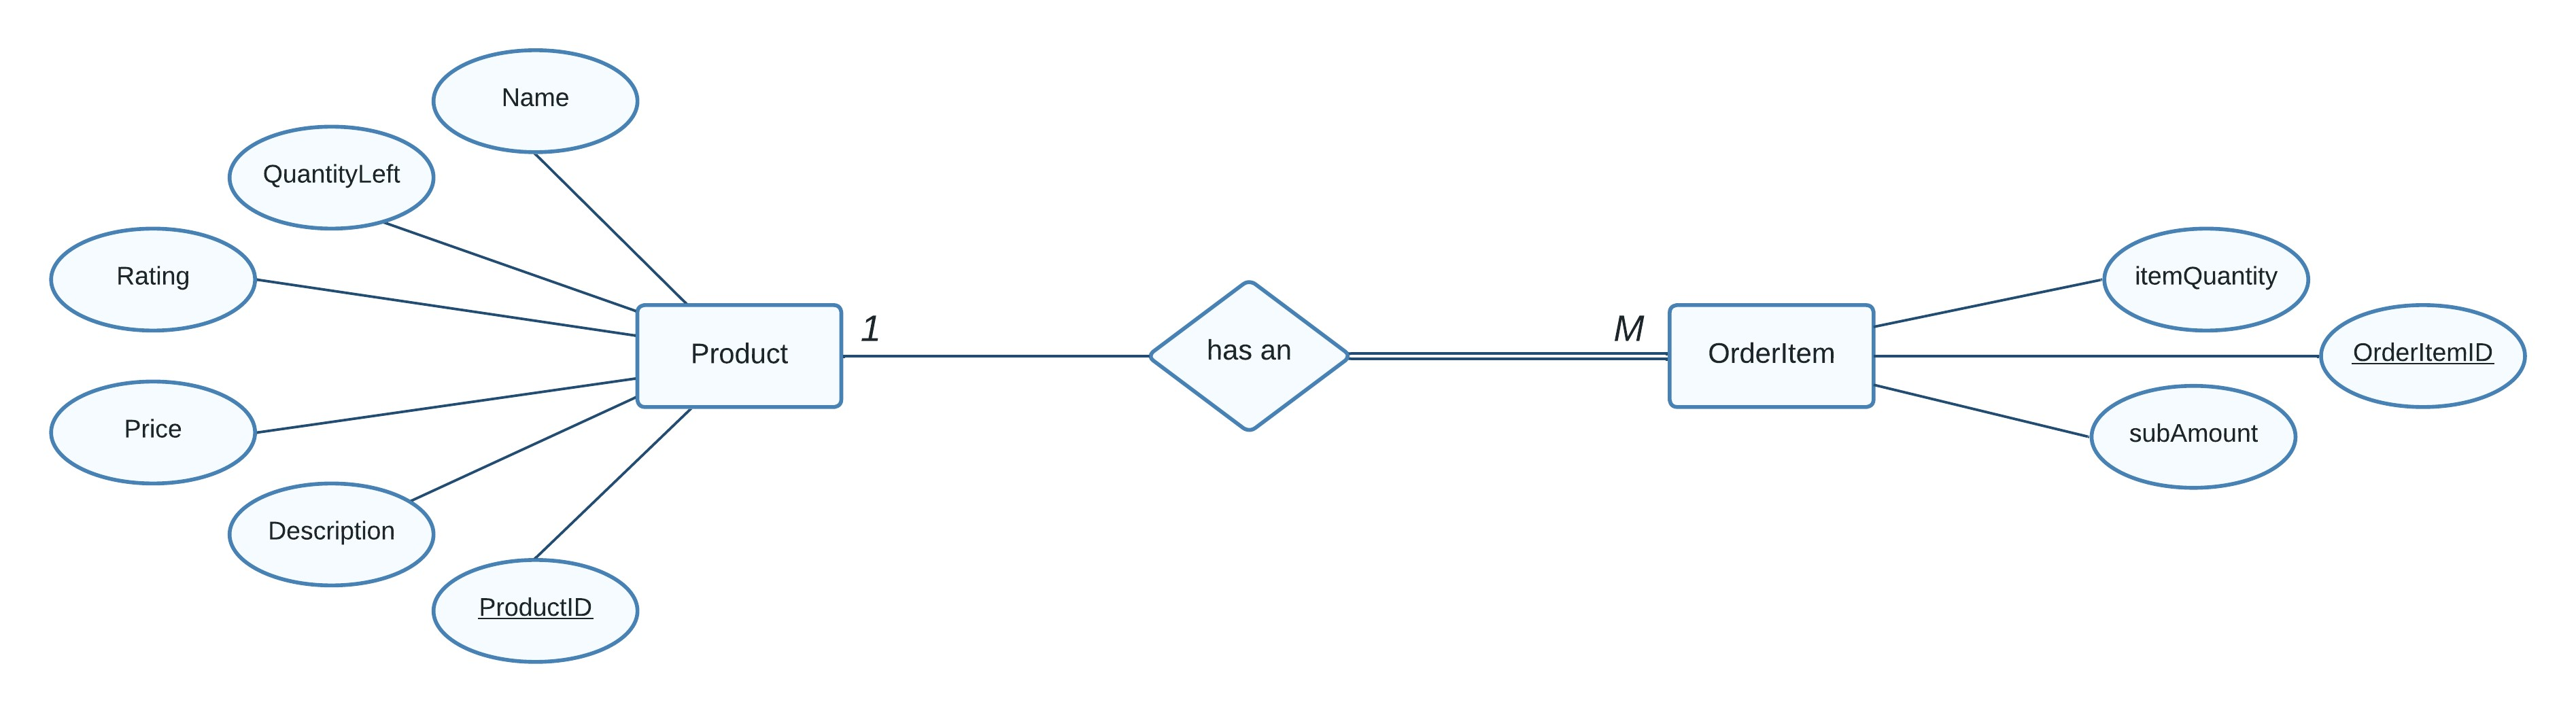 Name
QuantityLeft
Rating
itemQuantity
1
M
Product
has an
OrderItem
OrderItemID
Price
subAmount
Description
ProductID